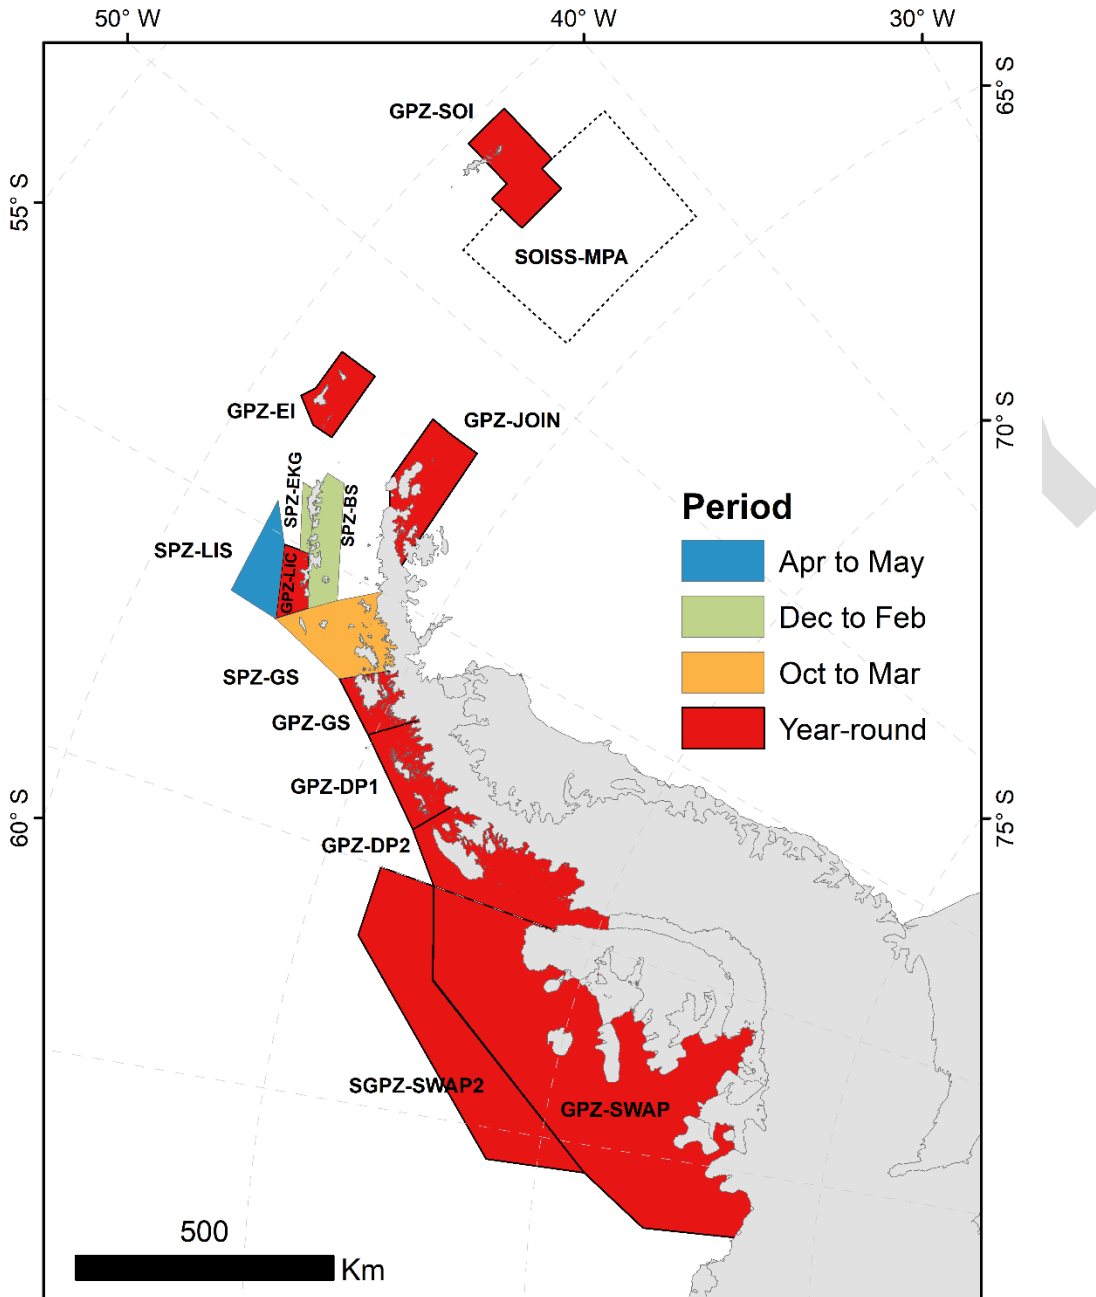 50° W
40° W
30° W
65° S
GPZ-SOI
55° S
SOISS-MPA
GPZ-EI
GPZ-JOIN
70° S
SPZ-EKG
SPZ-BS
Period
SPZ-LIS
GPZ-LIC
Apr to May
Dec to Feb
SPZ-GS
Oct to Mar
GPZ-GS
Year-round
GPZ-DP1
60° S
75° S
GPZ-DP2
SGPZ-SWAP2
GPZ-SWAP
500
Km